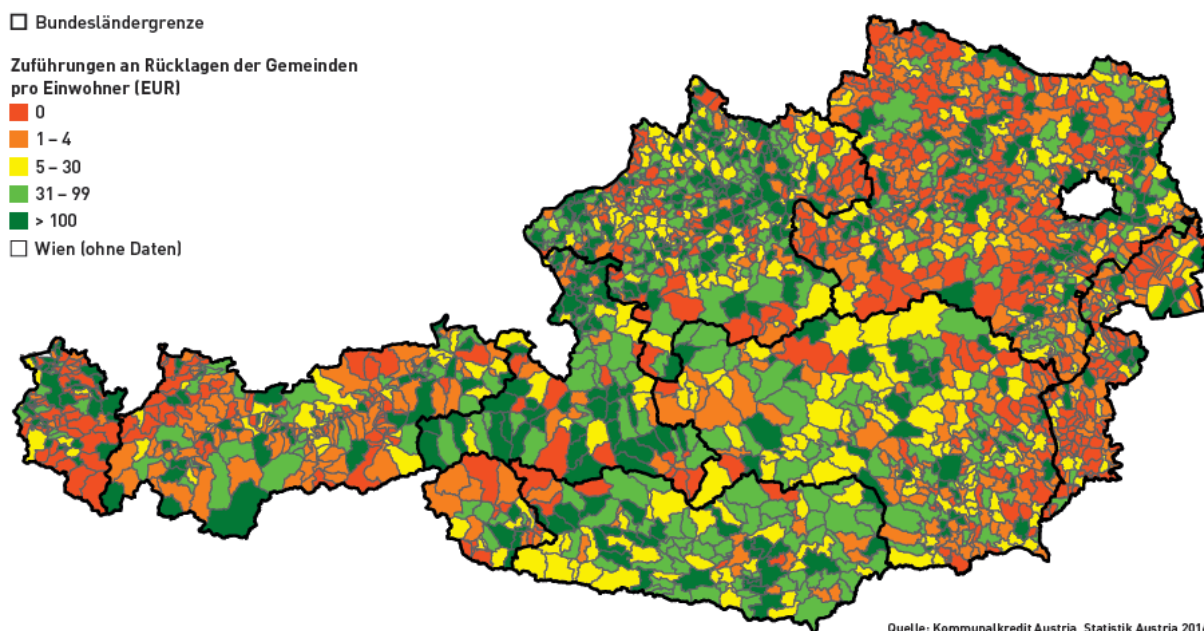 Bundesländergrenze
Zuführungen an Rücklagen der Gemeinden
pro Einwohner (EUR)
0
1 – 4
5 – 30
31 – 99
> 100
Wien (ohne Daten)
Quelle: Kommunalkredit Austria, Statistik Austria